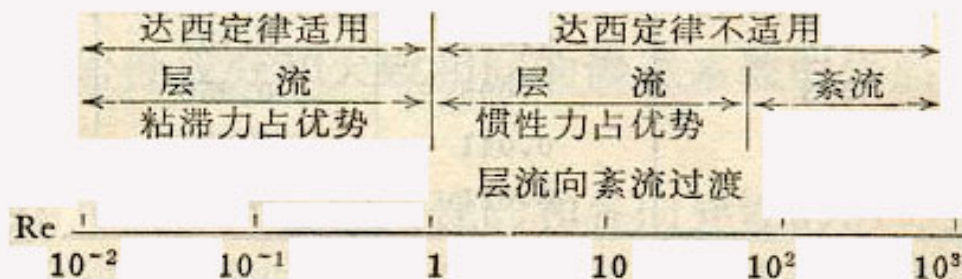 达西定律适用 达西定律不适用
层 流 层 流 紊流
粘滞力占优势 惯性力占优势
层流向紊流过渡
Re
10⁻² 10⁻¹ 1 10 10² 10³